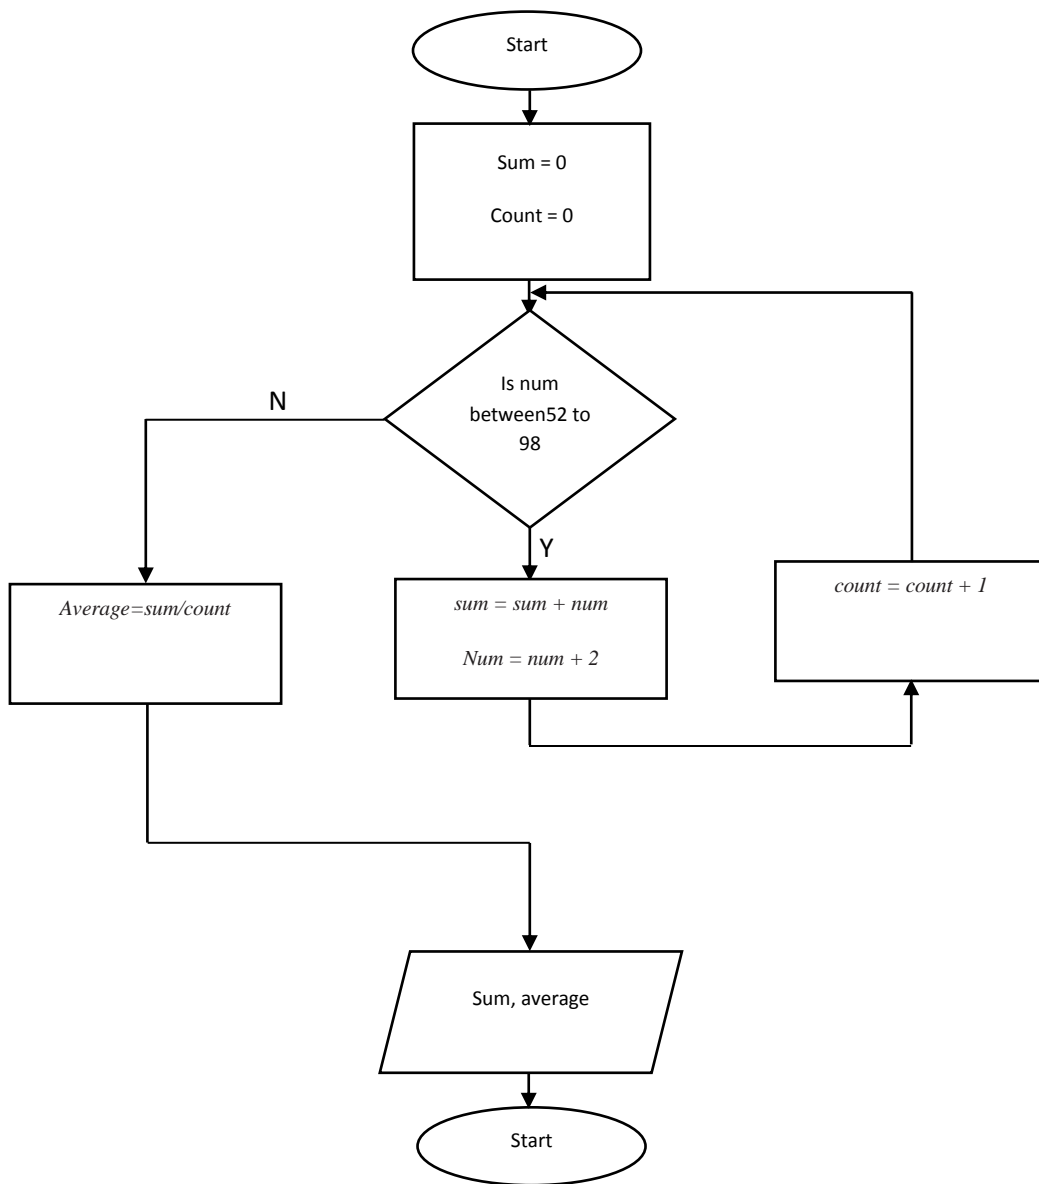 Start
Sum = 0
Count = 0
Is num
between52 to
98
N
Y
Average=sum/count
sum = sum + num
Num = num + 2
count = count + 1
Sum, average
Start